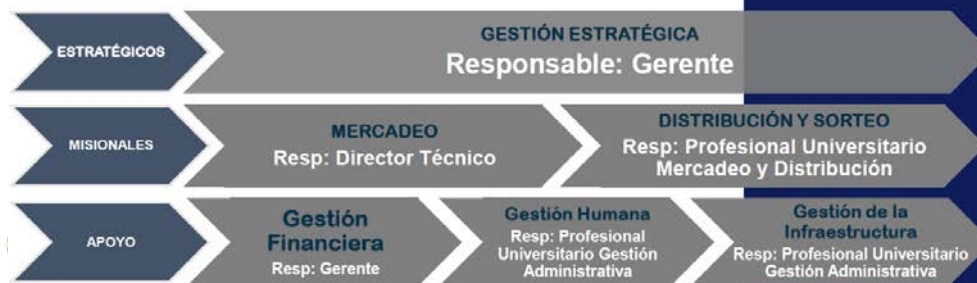 ESTRATÉGICOS
GESTIÓN ESTRATÉGICA
Responsable: Gerente
MISIONALES
MERCADEO
Resp: Director Técnico
DISTRIBUCIÓN Y SORTEO
Resp: Profesional Universitario
Mercadeo y Distribución
APOYO
Gestión
Financiera
Resp: Gerente
Gestión Humana
Resp: Profesional
Universitario Gestión
Administrativa
Gestión de la
Infraestructura
Resp: Profesional Universitario
Gestión Administrativa